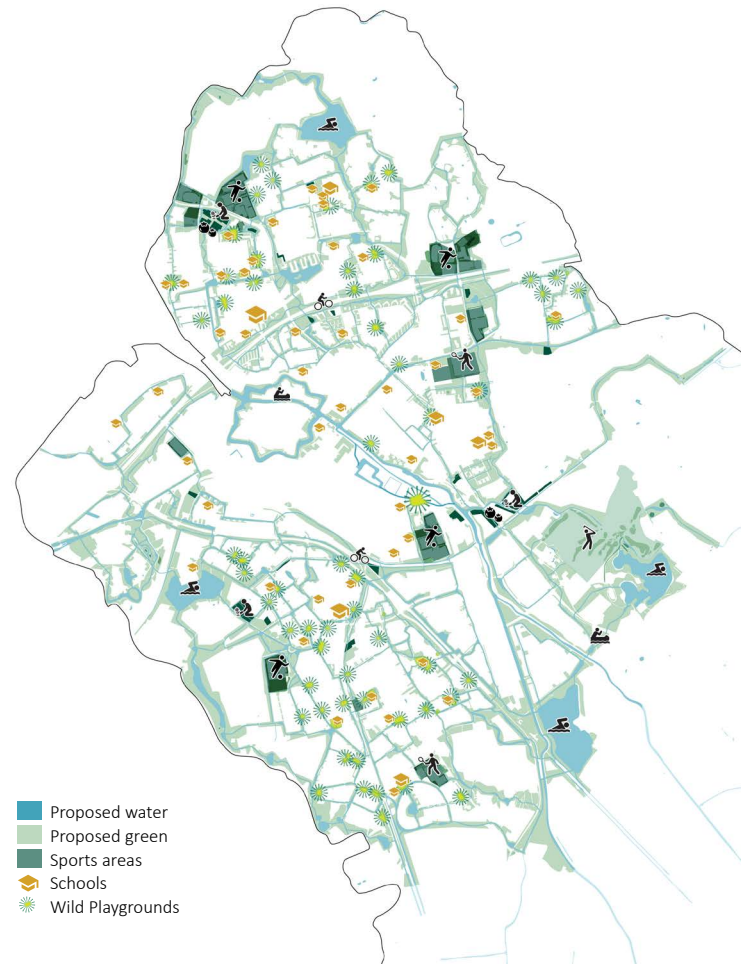 Proposed water
Proposed green
Sports areas
Schools
Wild Playgrounds